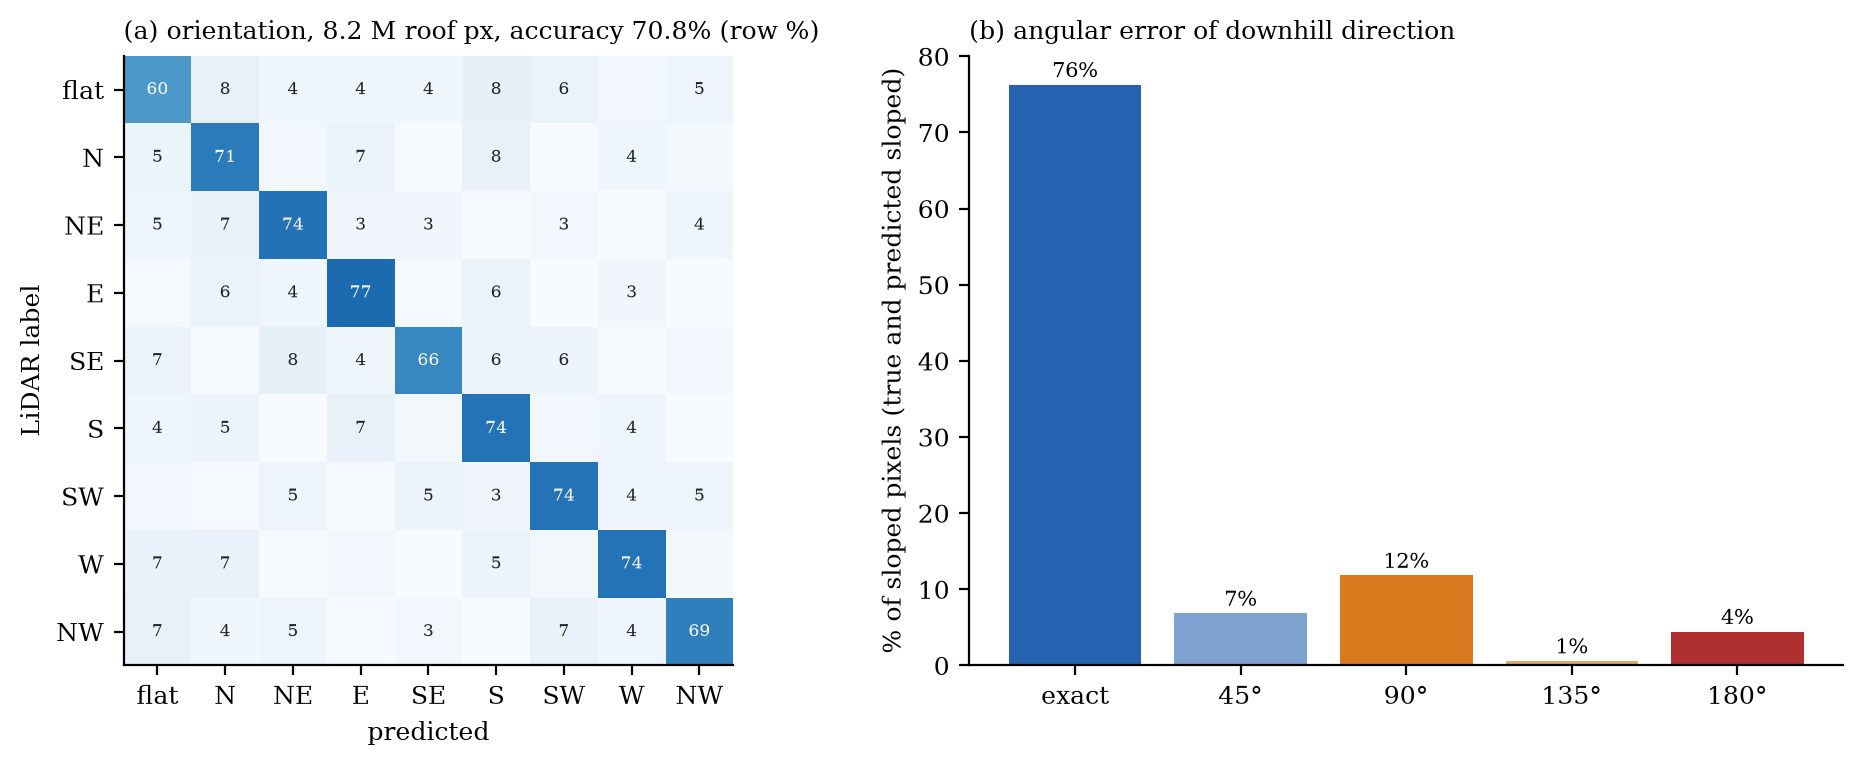 (a) orientation, 8.2 M roof px, accuracy 70.8% (row %)
LiDAR label
flat 60 8 4 4 4 8 6 5
N 5 71 7 8 4
NE 5 7 74 3 3 3 4
E 6 4 77 6 3
SE 7 8 4 66 6 6
S 4 5 7 74 4
SW 5 5 3 74 4 5
W 7 7 5 74
NW 7 4 5 3 7 4 69
flat N NE E SE S SW W NW
predicted
(b) angular error of downhill direction
% of sloped pixels (true and predicted sloped)
80
70
60
50
40
30
20
10
0
76%
7%
12%
1%
4%
exact 45° 90° 135° 180°